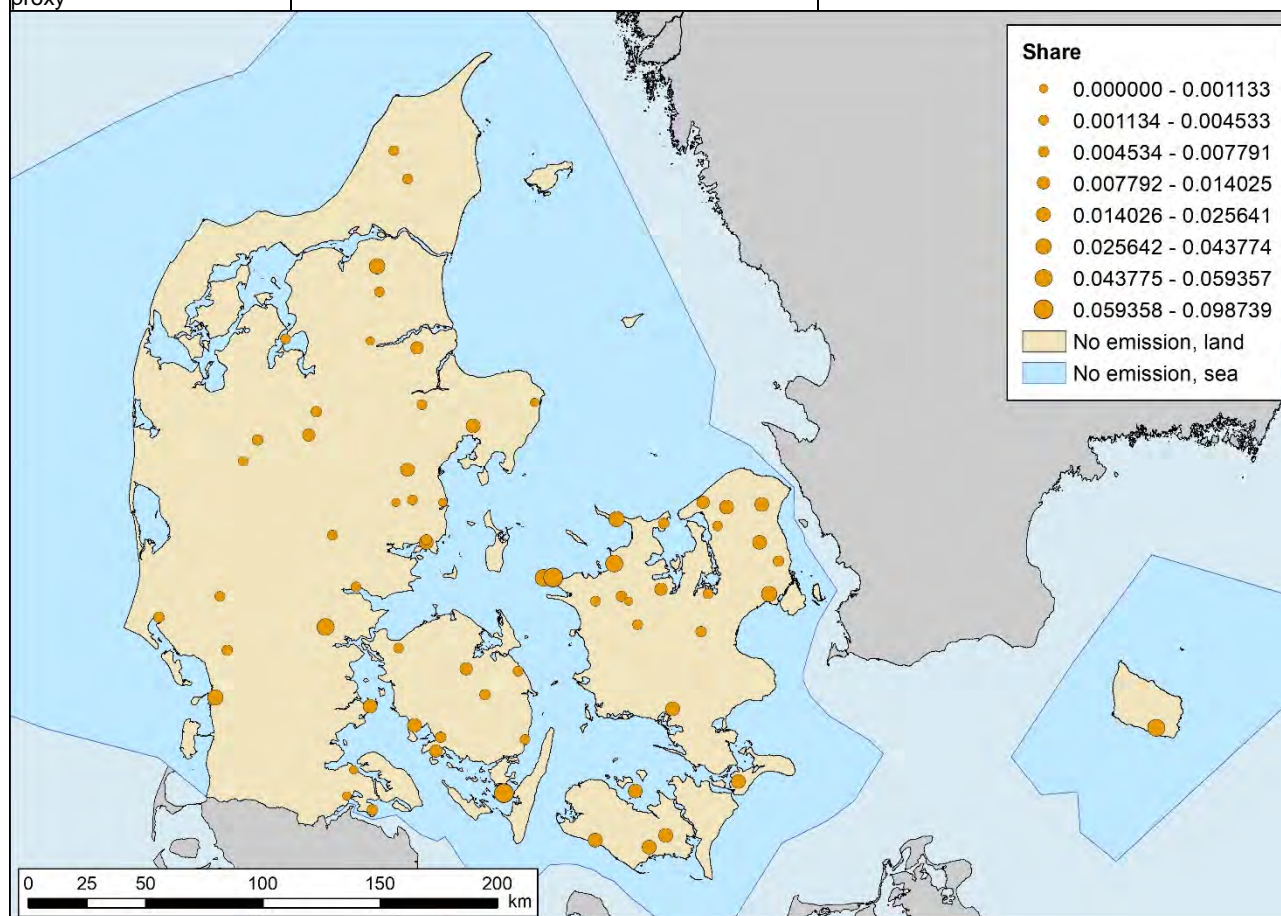 proxy
Share
0.000000 - 0.001133
0.001134 - 0.004533
0.004534 - 0.007791
0.007792 - 0.014025
0.014026 - 0.025641
0.025642 - 0.043774
0.043775 - 0.059357
0.059358 - 0.098739
No emission, land
No emission, sea
0 25 50 100 150 200
km